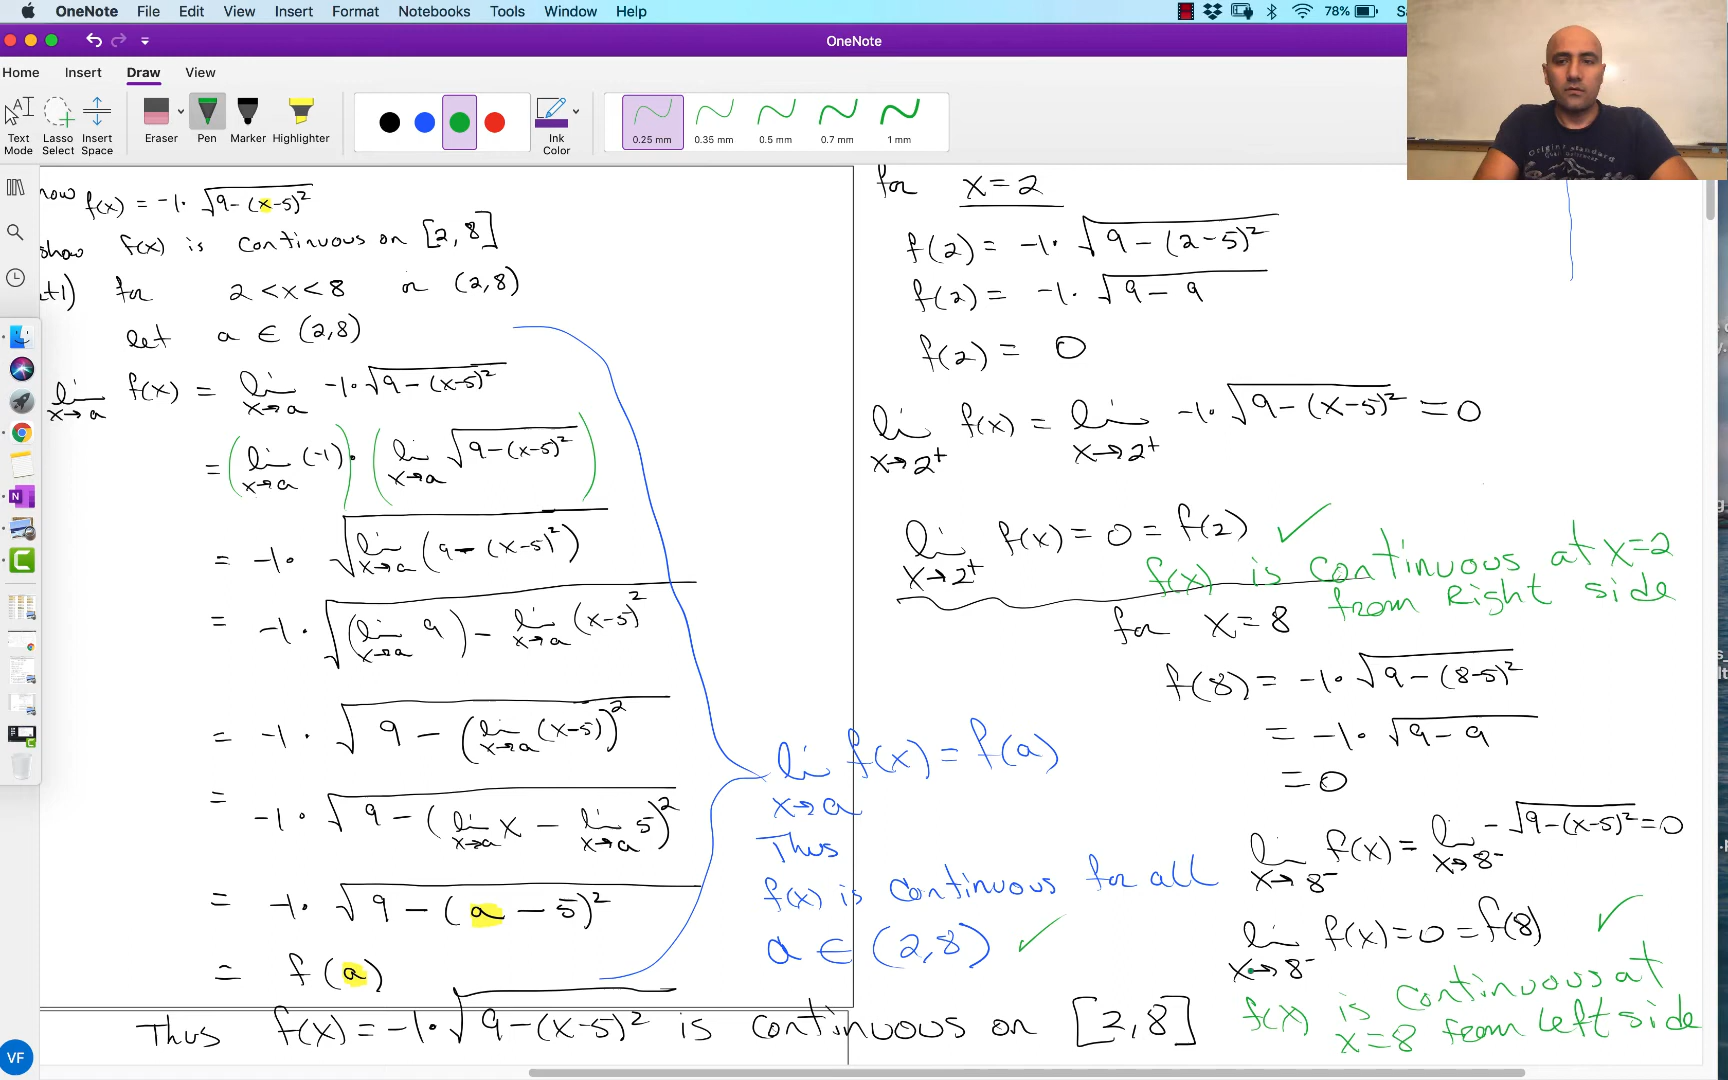 OneNote File Edit View Insert Format Notebooks Tools Window Help 78%
OneNote
Home Insert Draw View
Text Mode
Lasso Select
Insert Space
Eraser
Pen
Marker
Highlighter
Ink Color
0.25 mm 0.35 mm 0.5 mm 0.7 mm 1 mm
how f(x) = -1· √(9-(x-5)²)
show f(x) is continuous on [2,8]
t1) for 2 <x< 8 or (2,8)
let a ∈ (2,8)
lim x→a f(x) = lim x→a -1·√(9-(x-5)²)
= (lim x→a (-1))·(lim x→a √(9-(x-5)²))
= -1· √(lim x→a (9-(x-5)²))
= -1· √((lim x→a 9) - lim x→a (x-5)²)
= -1· √(9-(lim x→a (x-5))²)
= -1· √(9-(lim x→a x - lim x→a 5)²)
= -1· √(9-(a-5)²)
= f(a)
lim x→a f(x) = f(a)
Thus
f(x) is continuous for all
a ∈ (2,8) ✓
for x=2
f(2) = -1· √(9-(2-5)²)
f(2) = -1· √(9-9)
f(2) = 0
lim x→2⁺ f(x) = lim x→2⁺ -1·√(9-(x-5)²) = 0
lim x→2⁺ f(x) = 0 = f(2) ✓
f(x) is continuous at x=2
from Right side
for x=8
f(8) = -1·√(9-(8-5)²)
= -1· √(9-9)
= 0
lim x→8⁻ f(x) = lim x→8⁻ -√(9-(x-5)²) = 0
lim x→8⁻ f(x) = 0 = f(8) ✓
f(x) is continuous at
x=8 from left side
Thus f(x) = -1·√(9-(x-5)²) is continuous on [2,8]
VF